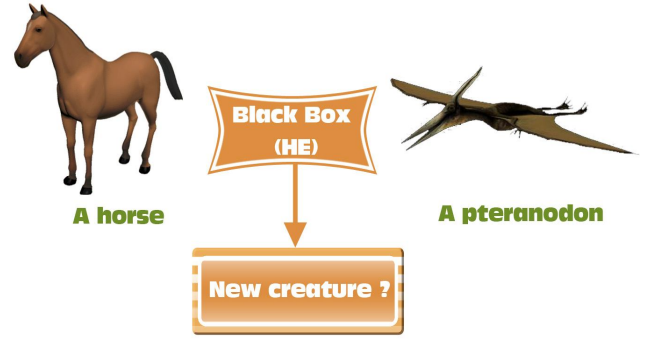 Black Box
(HE)
A horse
A pteranodon
New creature ?